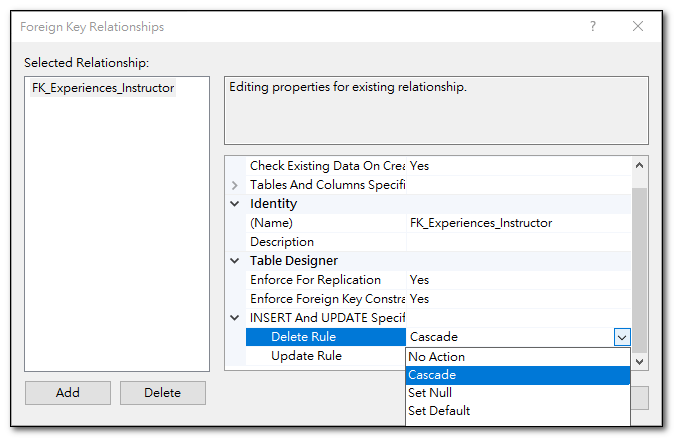 Foreign Key Relationships
Selected Relationship:
FK_Experiences_Instructor
Editing properties for existing relationship.
Check Existing Data On Crea Yes
Tables And Columns Specifi
Identity
(Name) FK_Experiences_Instructor
Description
Table Designer
Enforce For Replication Yes
Enforce Foreign Key Constra Yes
INSERT And UPDATE Specif
Delete Rule Cascade
Update Rule
No Action
Cascade
Set Null
Set Default
Add Delete